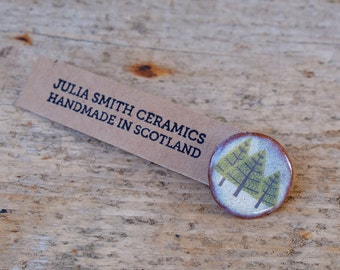 JULIA SMITH CERAMICS
HANDMADE IN SCOTLAND